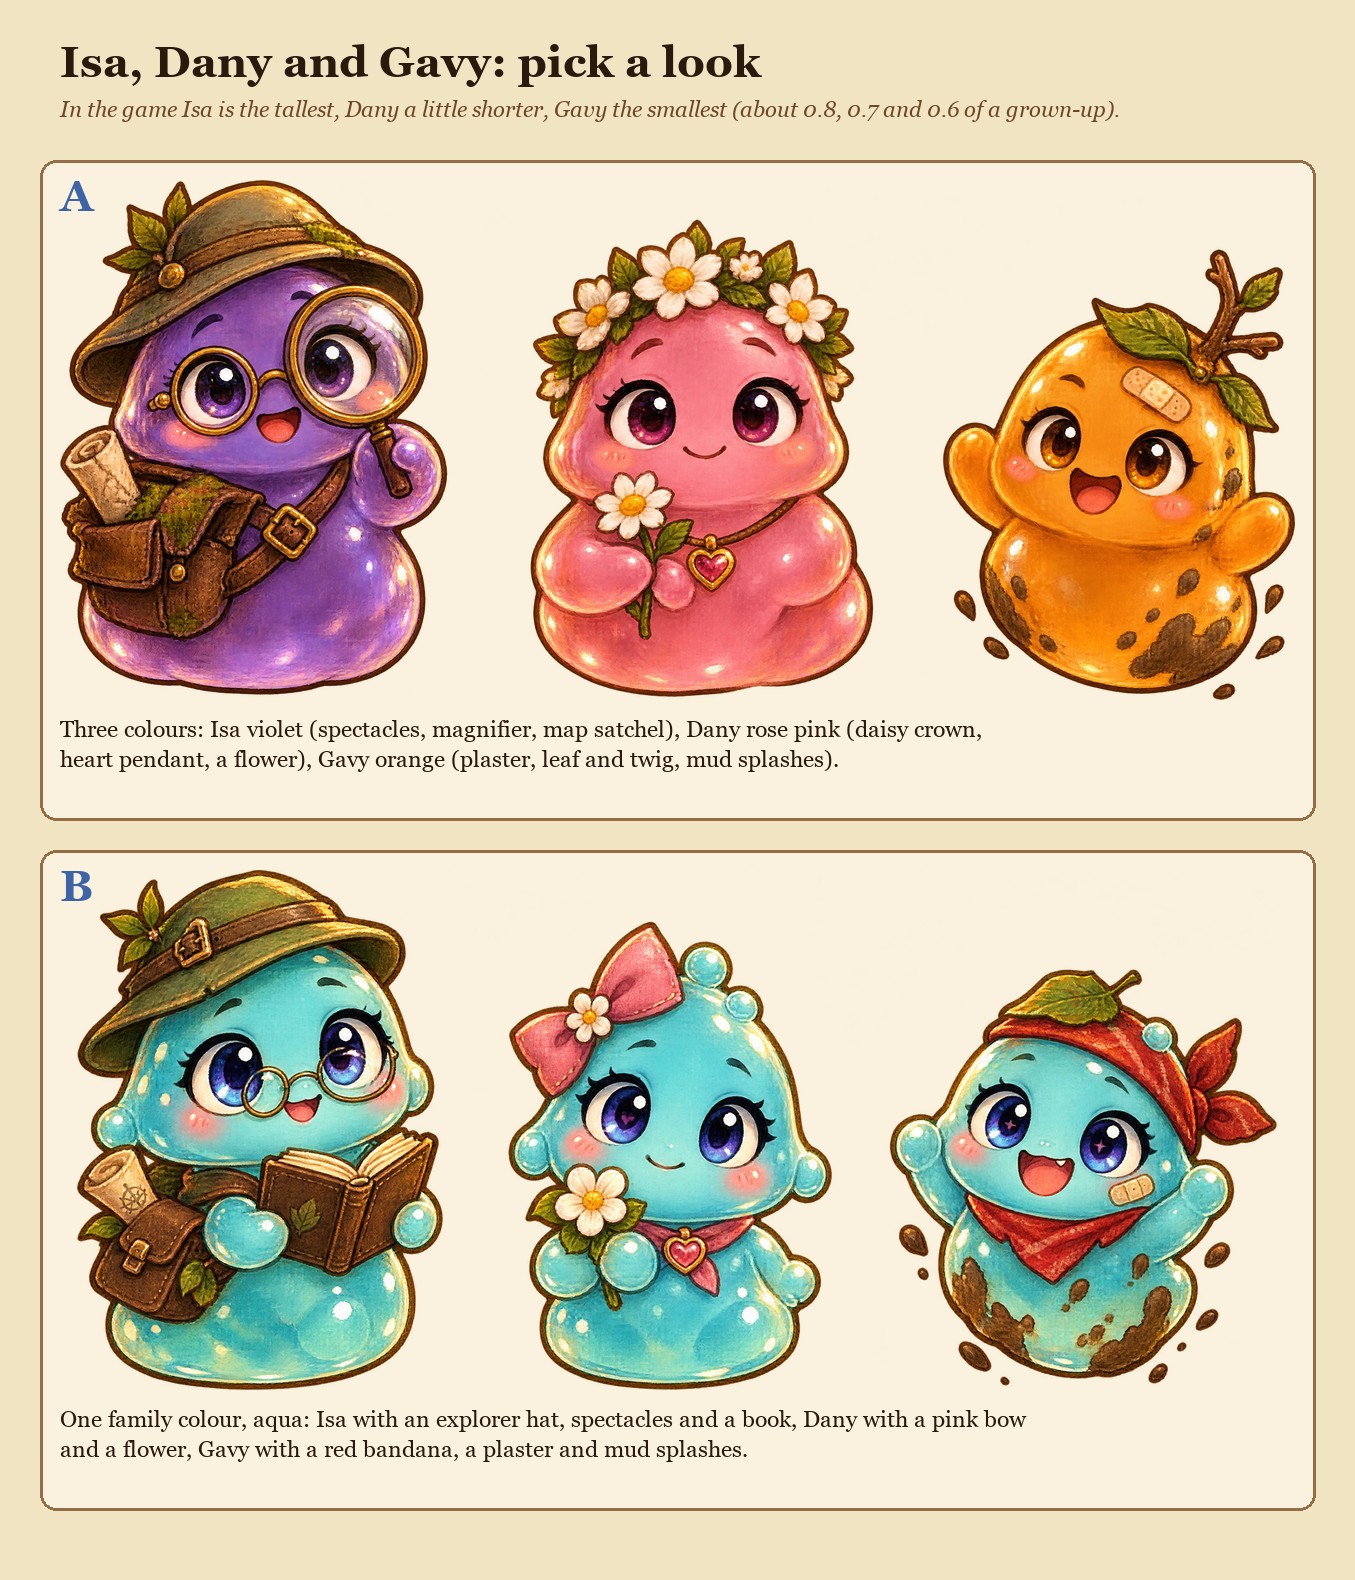 Isa, Dany and Gavy: pick a look
In the game Isa is the tallest, Dany a little shorter, Gavy the smallest (about 0.8, 0.7 and 0.6 of a grown-up).
A
Three colours: Isa violet (spectacles, magnifier, map satchel), Dany rose pink (daisy crown,
heart pendant, a flower), Gavy orange (plaster, leaf and twig, mud splashes).
B
One family colour, aqua: Isa with an explorer hat, spectacles and a book, Dany with a pink bow
and a flower, Gavy with a red bandana, a plaster and mud splashes.